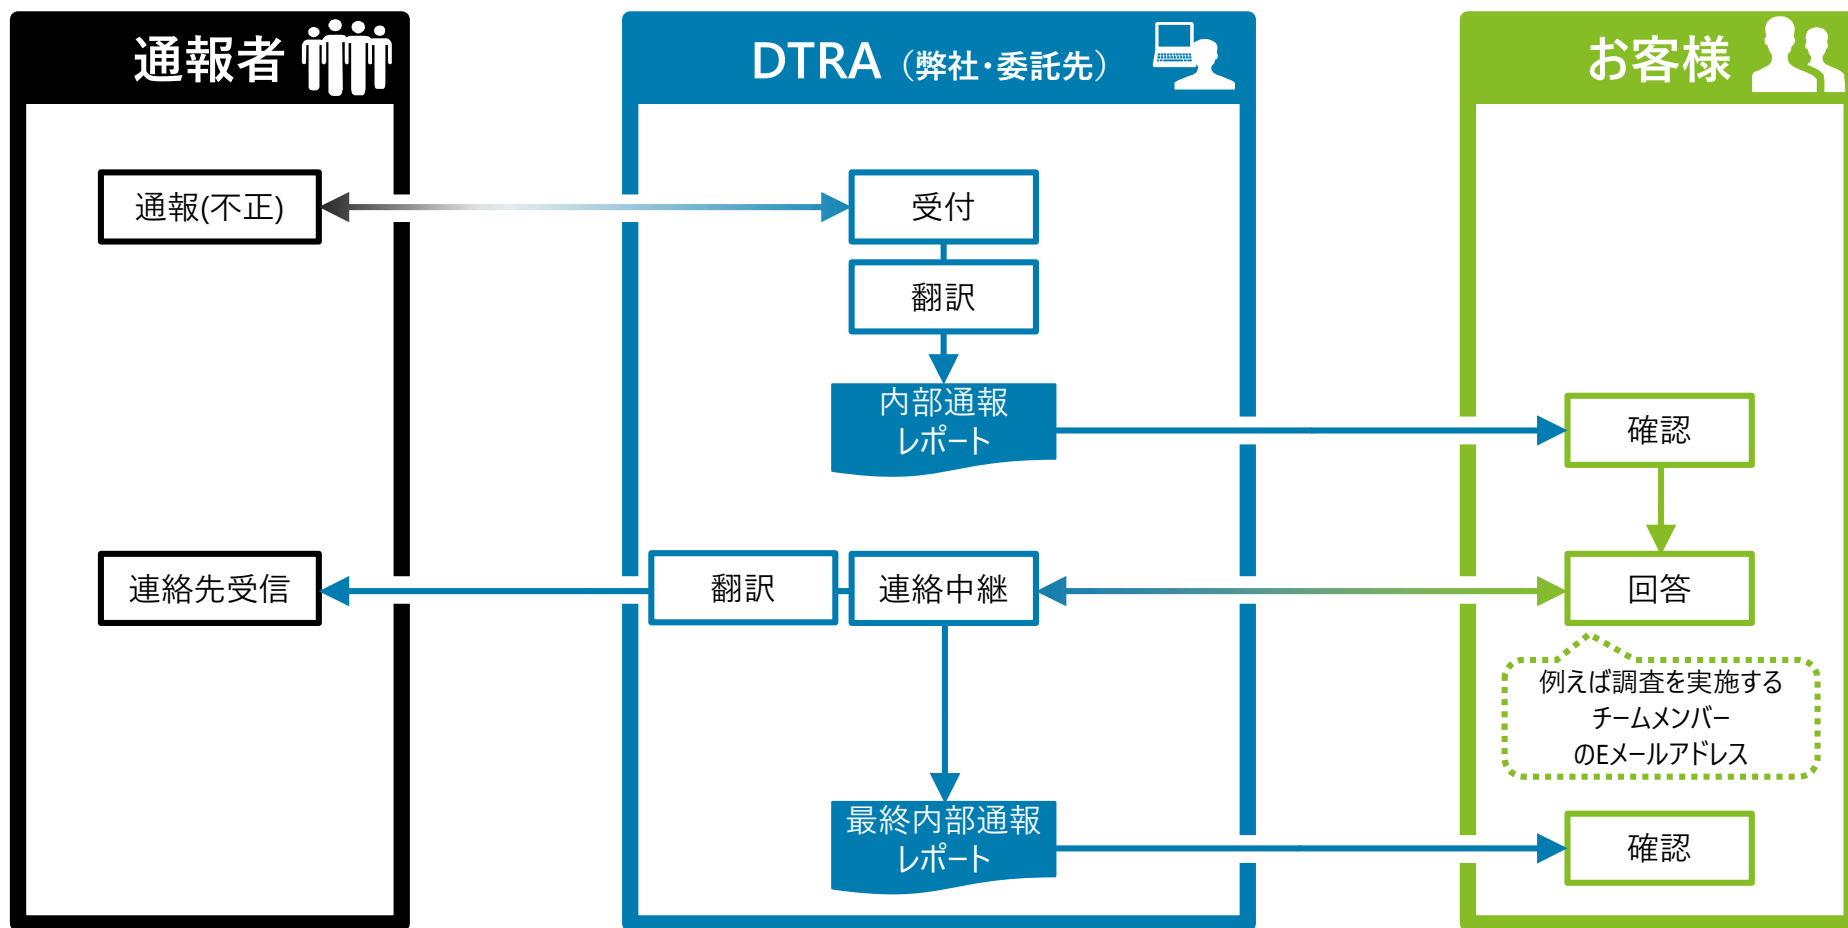 通報者
DTRA（弊社・委託先）
お客様
通報(不正)
受付
翻訳
内部通報
レポート
確認
連絡先受信
翻訳
連絡中継
回答
例えば調査を実施する
チームメンバー
のEメールアドレス
最終内部通報
レポート
確認